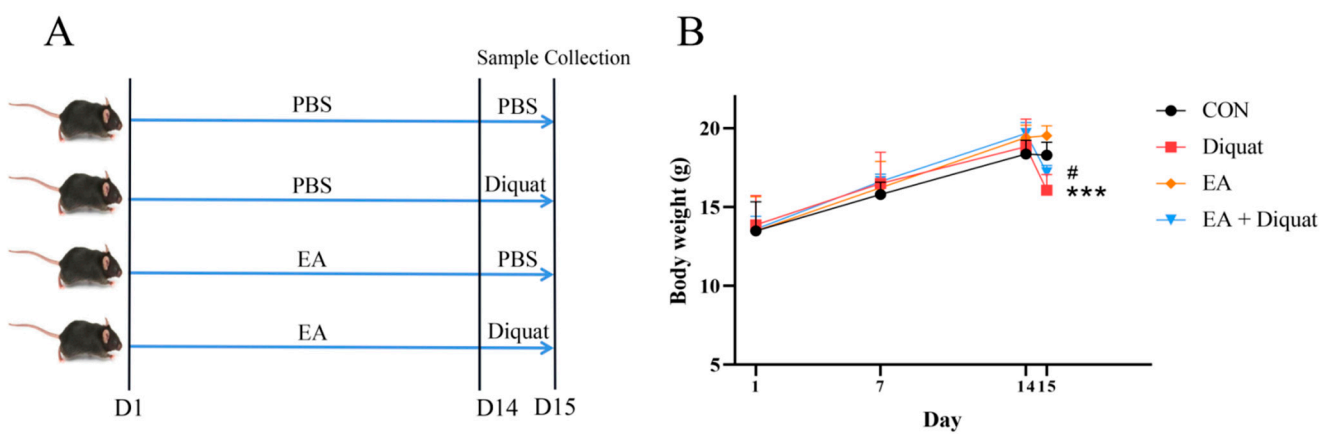 A
Sample Collection
PBS
PBS
PBS
Diquat
EA
PBS
EA
Diquat
D1
D14
D15
B
Body weight (g)
20
15
10
5
1
7
14
15
Day
#
***
CON
Diquat
EA
EA + Diquat